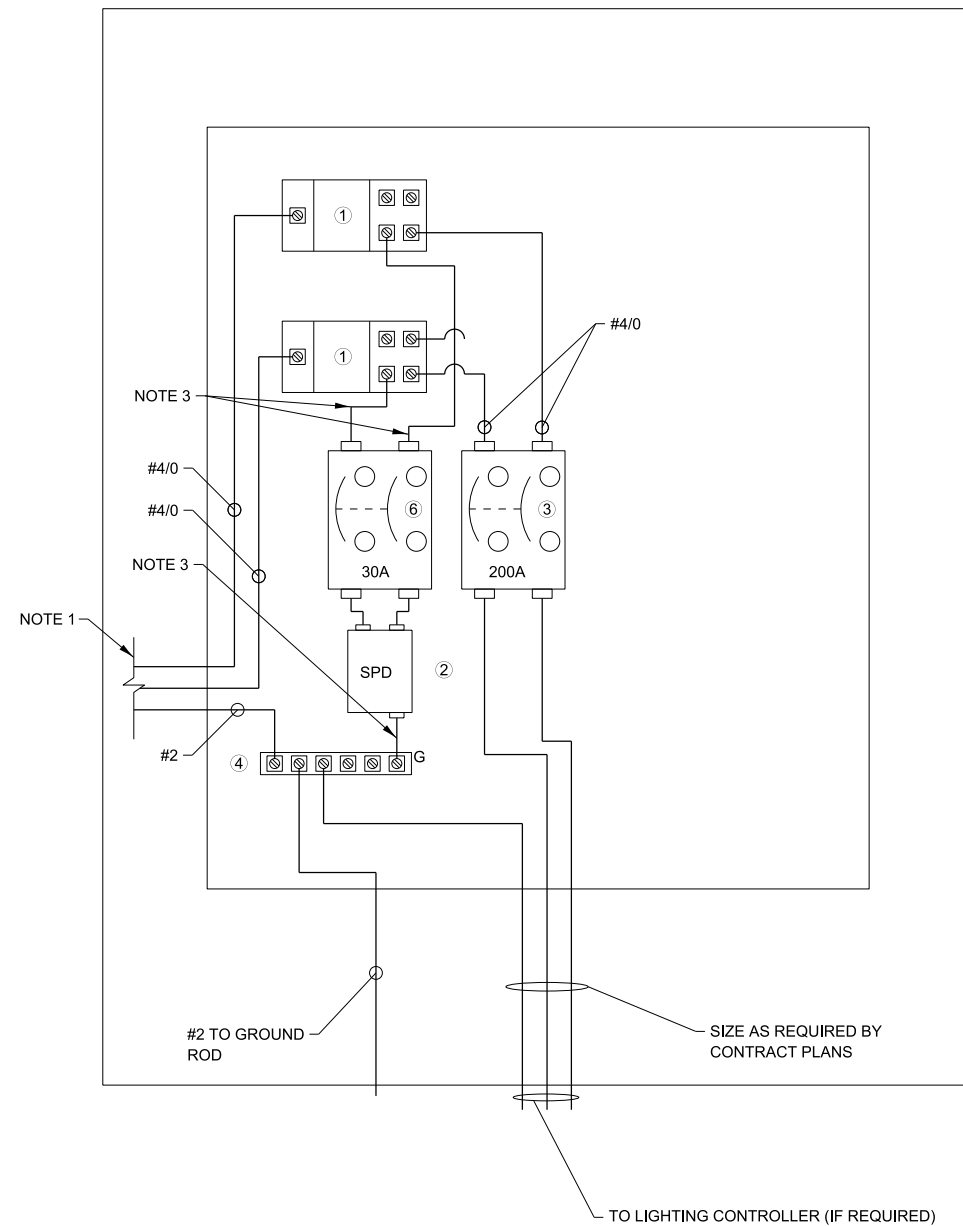 ①
#4/0
①
NOTE 3
#4/0
⑥
③
#4/0
NOTE 3
30A
200A
NOTE 1
SPD
②
#2
④
G
#2 TO GROUND
ROD
SIZE AS REQUIRED BY
CONTRACT PLANS
TO LIGHTING CONTROLLER (IF REQUIRED)